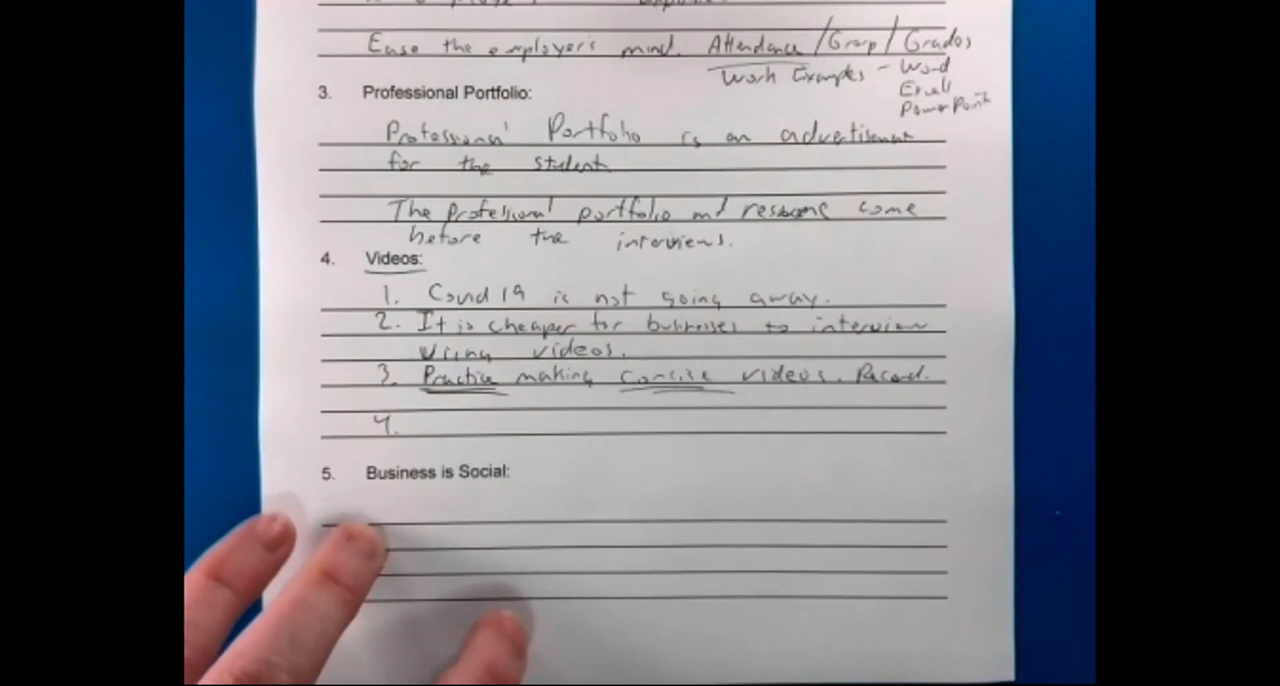 Ease the employer's mind. Attendance / Group / Grades
Work Examples - Word
Excell
PowerPoint
3. Professional Portfolio:
Professional Portfolio is an advertisment
for the student
The professional portfolio and resume come
before the interviews.
4. Videos:
1. Covid 19 is not going away.
2. It is cheaper for businesses to interview
using videos.
3. Practice making concise videos. Record.
4.
5. Business is Social: